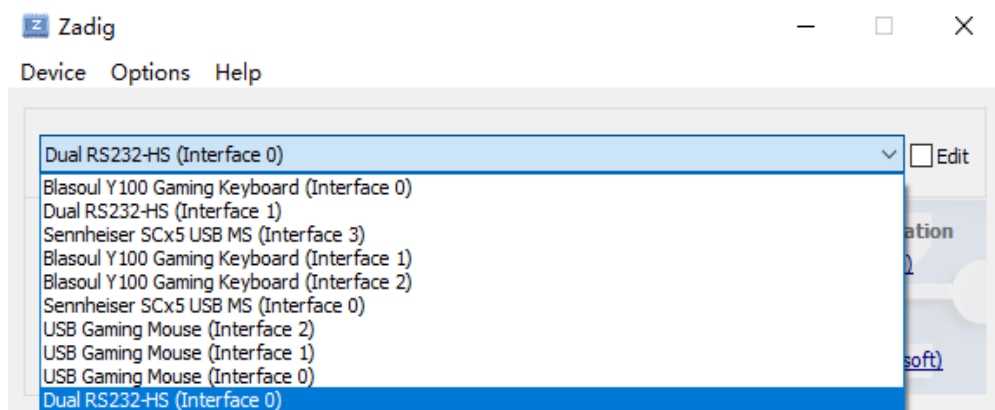 Zadig
Device Options Help
Dual RS232-HS (Interface 0) Edit
Blasoul Y100 Gaming Keyboard (Interface 0)
Dual RS232-HS (Interface 1)
Sennheiser SCx5 USB MS (Interface 3)
ation
Blasoul Y100 Gaming Keyboard (Interface 1)
)
Blasoul Y100 Gaming Keyboard (Interface 2)
Sennheiser SCx5 USB MS (Interface 0)
USB Gaming Mouse (Interface 2)
USB Gaming Mouse (Interface 1)
soft)
USB Gaming Mouse (Interface 0)
Dual RS232-HS (Interface 0)